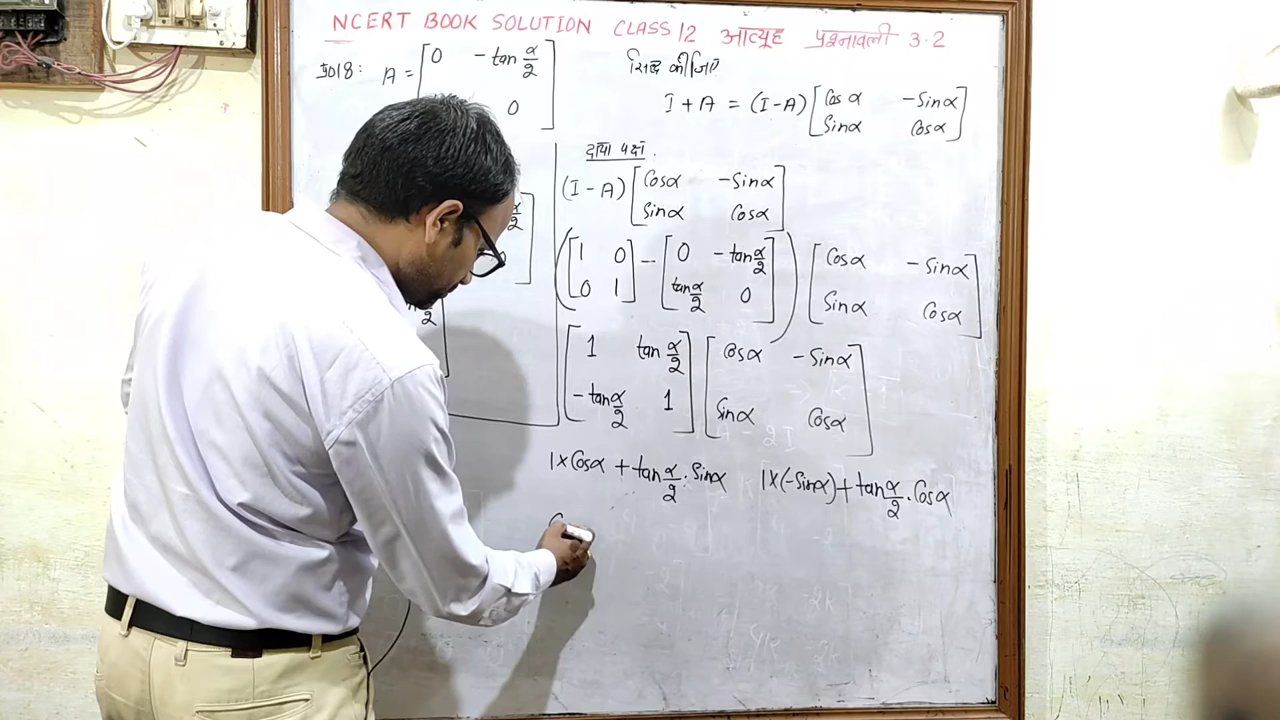 NCERT BOOK SOLUTION CLASS 12 आव्यूह प्रश्नावली 3.2
प्र018: A = [0 - tan α/2
0]
सिद्ध कीजिए
I + A = (I - A) [Cos α - Sin α
Sin α Cos α]
दायां पक्ष
(I - A) [Cos α - Sin α
Sin α Cos α]
([1 0 - [0 - tan α/2 [Cos α - Sin α
0 1] tan α/2 0]) Sin α Cos α]
[1 tan α/2 [Cos α - Sin α
- tan α/2 1] Sin α Cos α]
1×Cos α + tan α/2 . Sin α 1×(-Sin α) + tan α/2 . Cos α
α/2
α/2